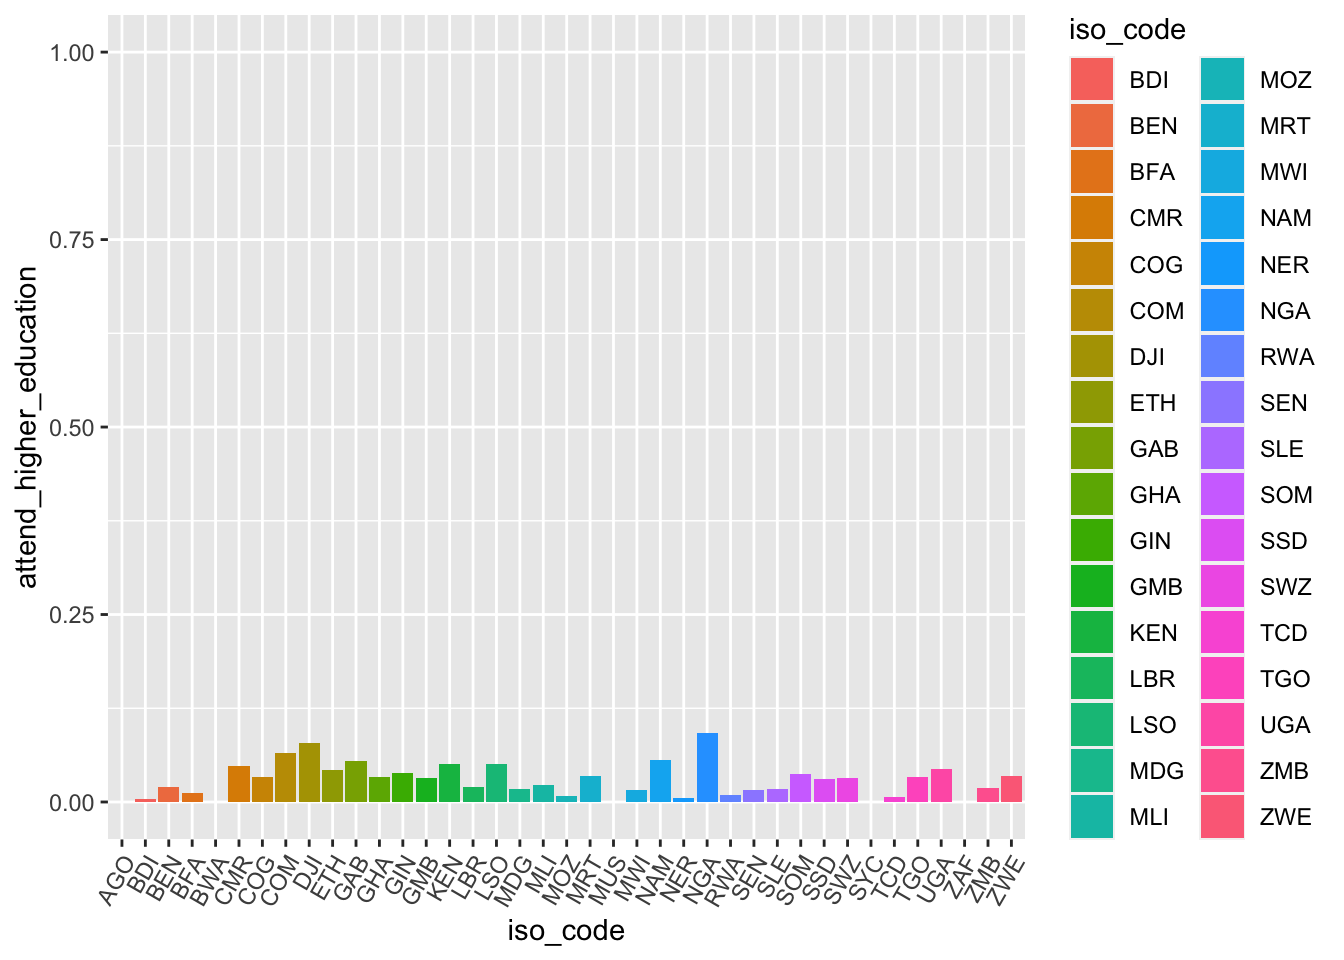 attend_higher_education
1.00
0.75
0.50
0.25
0.00
AGO
BDI
BEN
BFA
BWA
CMR
COG
COM
DJI
ETH
GAB
GHA
GIN
GMB
KEN
LBR
LSO
MDG
MLI
MOZ
MRT
MUS
MWI
NAM
NER
NGA
RWA
SEN
SLE
SOM
SSD
SWZ
SYC
TCD
TGO
UGA
ZAF
ZMB
ZWE
iso_code
iso_code
BDI
BEN
BFA
CMR
COG
COM
DJI
ETH
GAB
GHA
GIN
GMB
KEN
LBR
LSO
MDG
MLI
MOZ
MRT
MWI
NAM
NER
NGA
RWA
SEN
SLE
SOM
SSD
SWZ
TCD
TGO
UGA
ZMB
ZWE